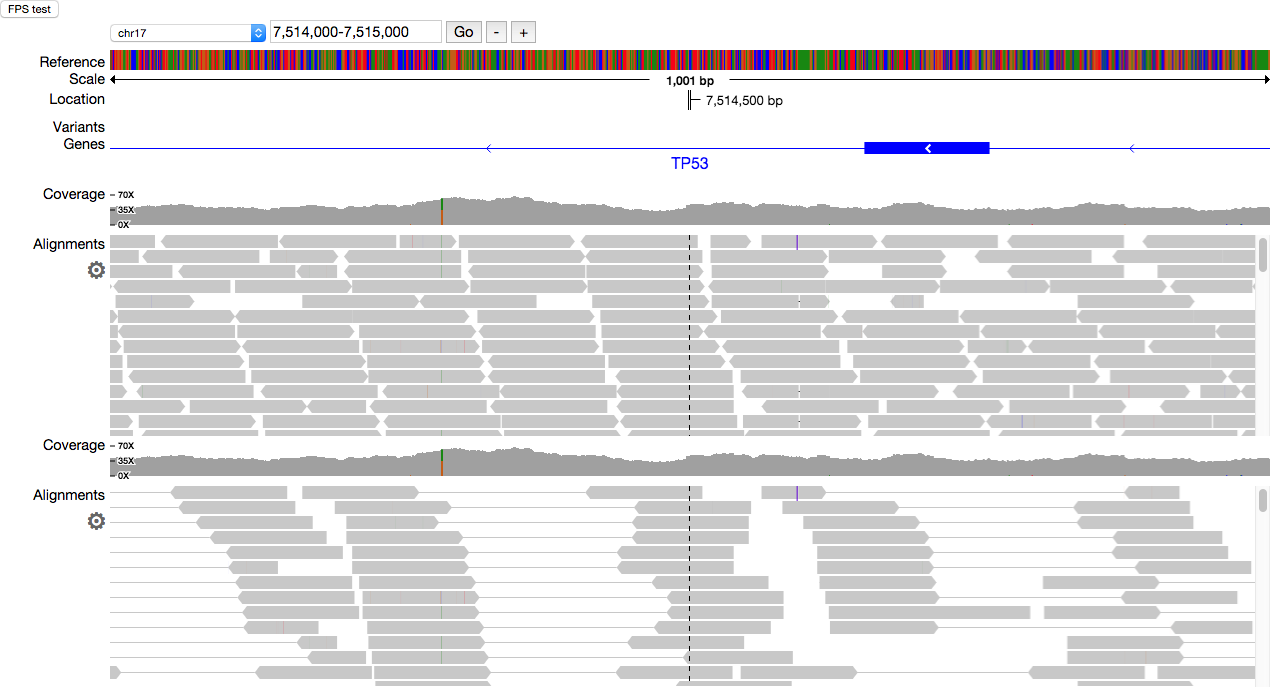 FPS test
chr17 7,514,000-7,515,000 Go - +
Reference
Scale 1,001 bp
Location 7,514,500 bp
Variants
Genes
TP53
Coverage 70X
35X
0X
Alignments
Coverage 70X
35X
0X
Alignments